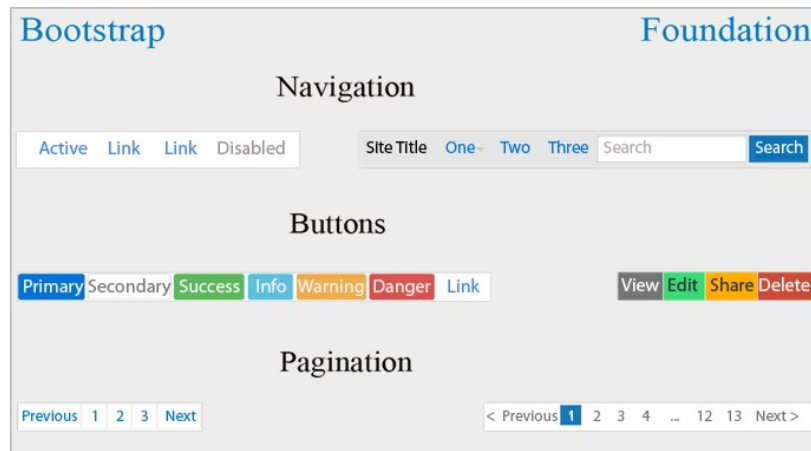 Bootstrap Foundation
Navigation
Active Link Link Disabled Site Title One Two Three Search Search
Buttons
Primary Secondary Success Info Warning Danger Link View Edit Share Delete
Pagination
Previous 1 2 3 Next < Previous 1 2 3 4 ... 12 13 Next >